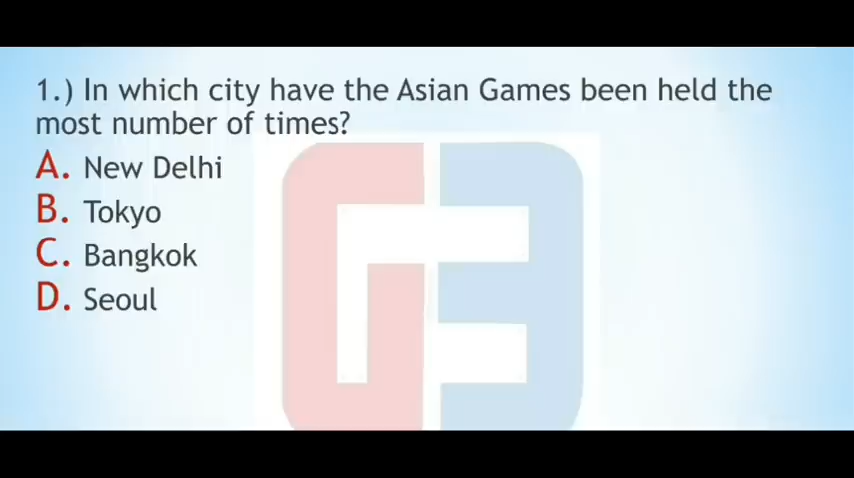 1.) In which city have the Asian Games been held the
most number of times?
A. New Delhi
B. Tokyo
C. Bangkok
D. Seoul